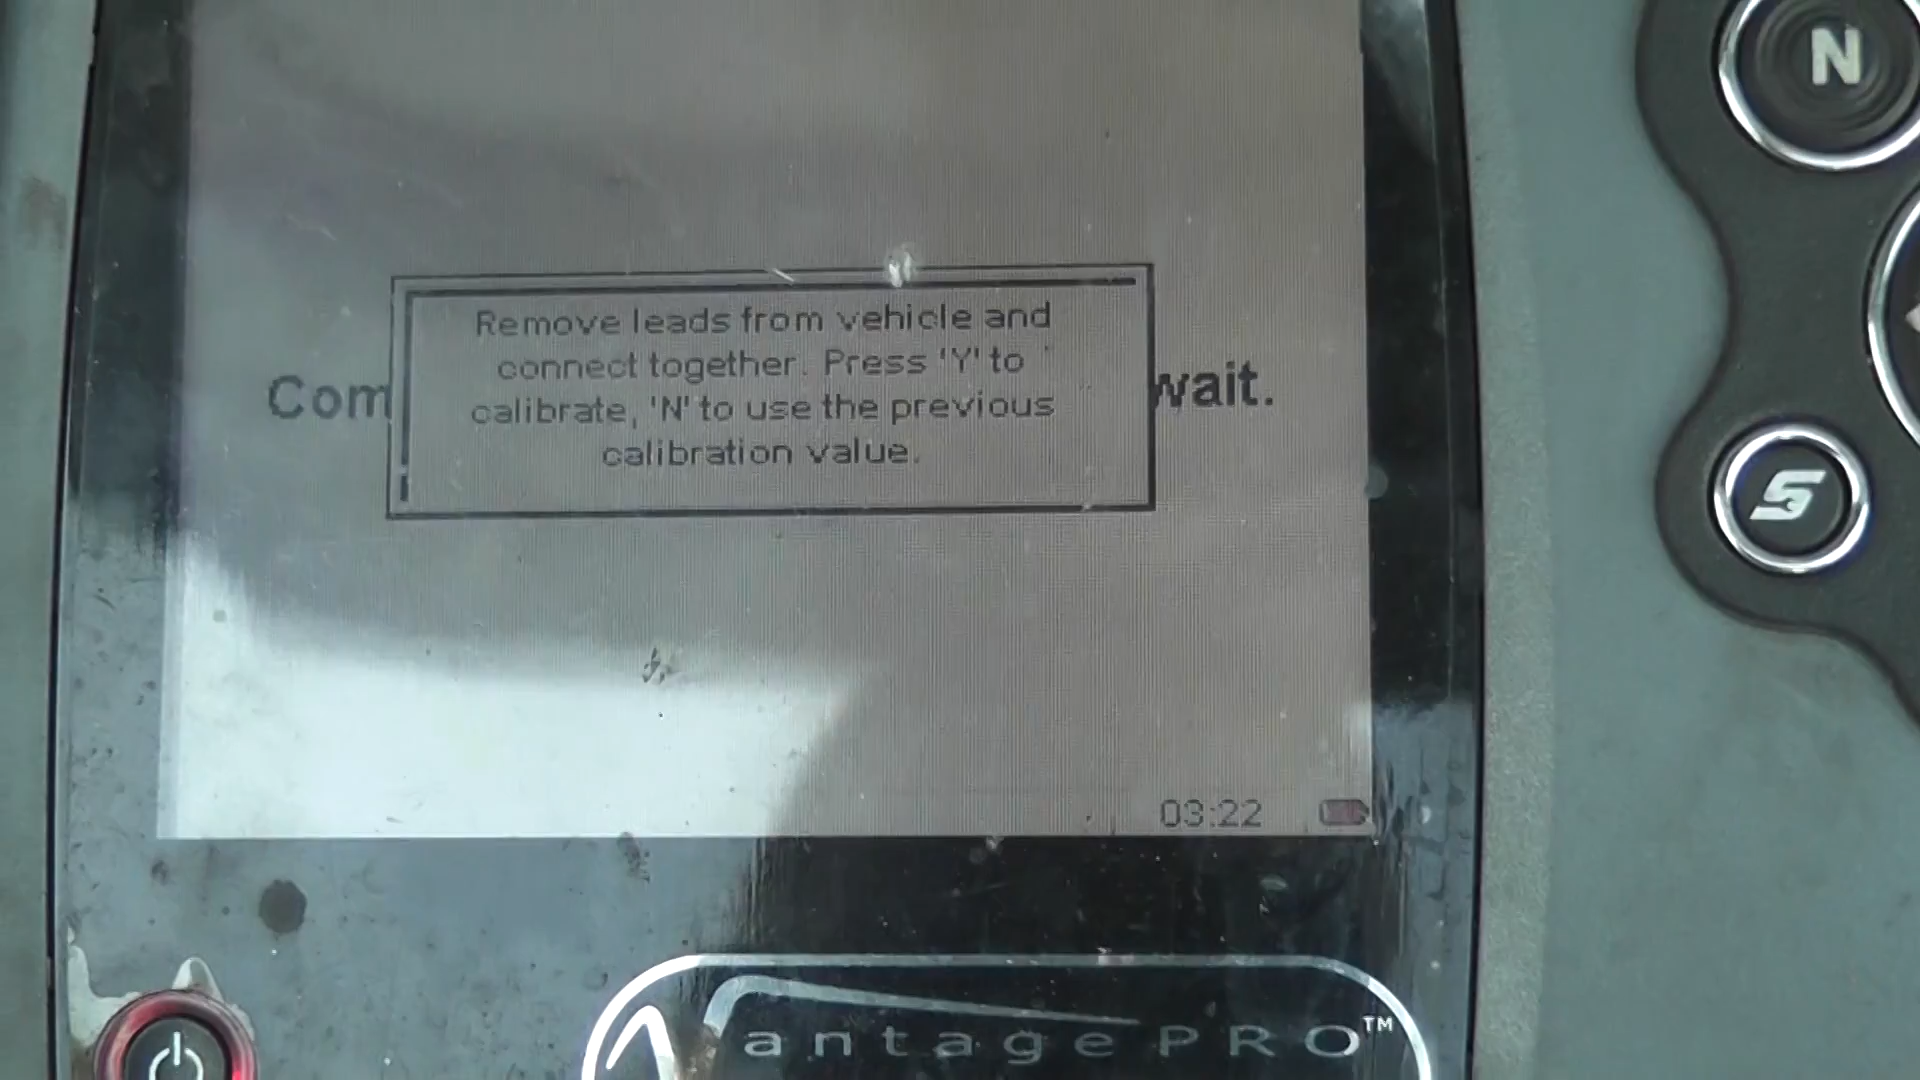 N
Remove leads from vehicle and
connect together. Press 'Y' to
calibrate, 'N' to use the previous
calibration value.
Com wait.
S
03:22
VantagePRO™